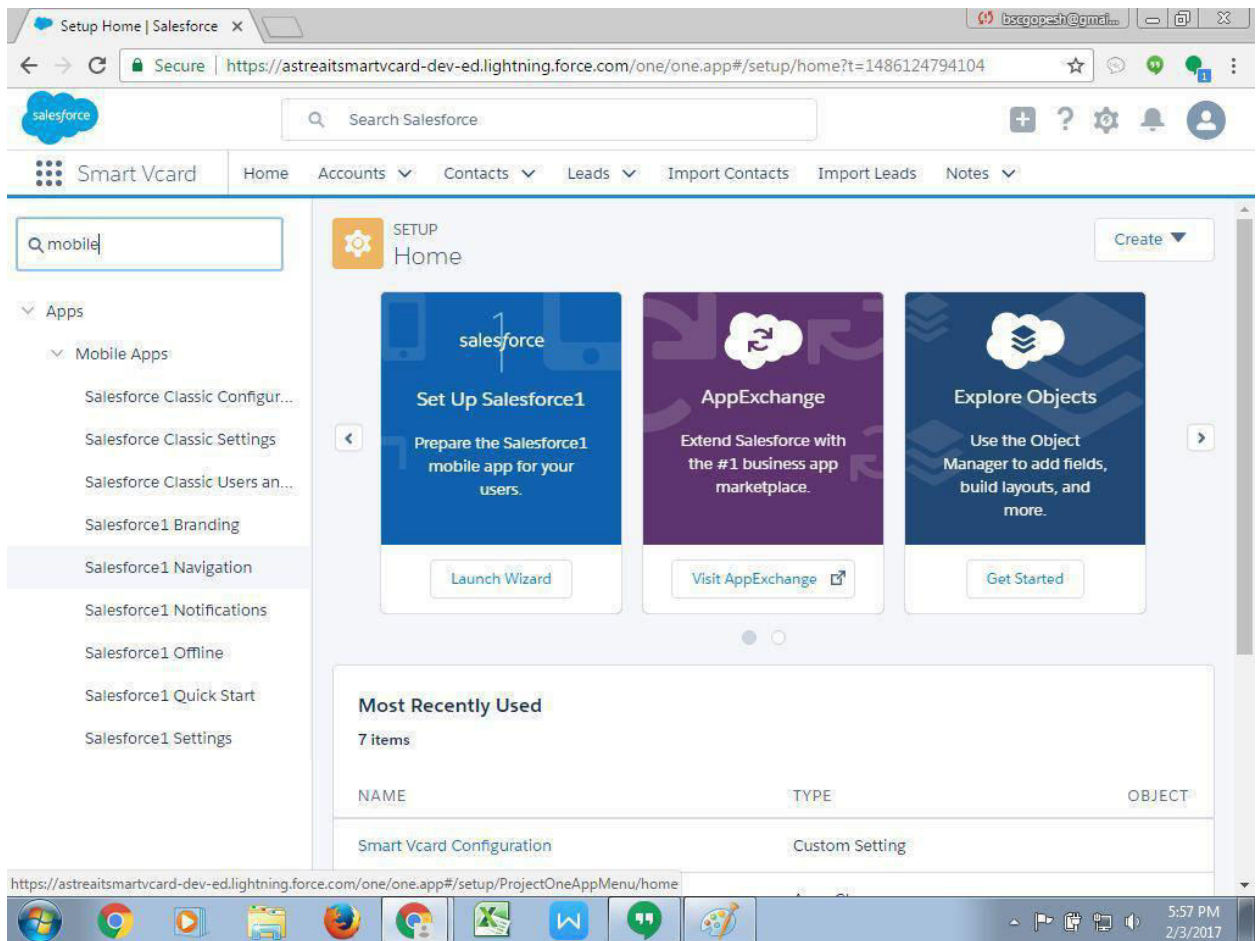 Setup Home | Salesforce
Secure | https://astreaitsmartvcard-dev-ed.lightning.force.com/one/one.app#/setup/home?t=1486124794104
1
salesforce
Search Salesforce
Smart Vcard
Home
Accounts
Contacts
Leads
Import Contacts
Import Leads
Notes
mobile
Apps
Mobile Apps
Salesforce Classic Configur...
Salesforce Classic Settings
Salesforce Classic Users an...
Salesforce1 Branding
Salesforce1 Navigation
Salesforce1 Notifications
Salesforce1 Offline
Salesforce1 Quick Start
Salesforce1 Settings
SETUP
Home
Create
salesforce
1
Set Up Salesforce1
Prepare the Salesforce1
mobile app for your
users.
Launch Wizard
AppExchange
Extend Salesforce with
the #1 business app
marketplace.
Visit AppExchange
Explore Objects
Use the Object
Manager to add fields,
build layouts, and
more.
Get Started
Most Recently Used
7 items
NAME TYPE OBJECT
Smart Vcard Configuration Custom Setting
https://astreaitsmartvcard-dev-ed.lightning.force.com/one/one.app#/setup/ProjectOneAppMenu/home
5:57 PM
2/3/2017